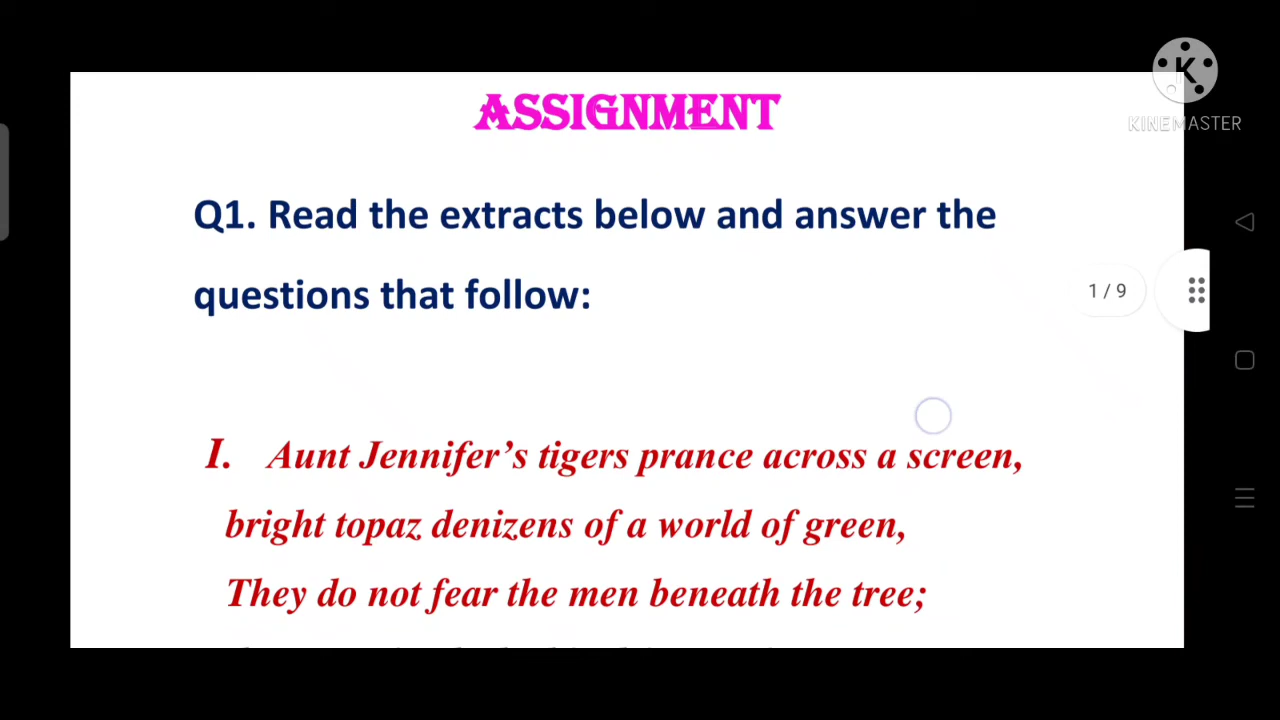 ASSIGNMENT
K
KINEMASTER
Q1. Read the extracts below and answer the
questions that follow:
1 / 9
I. Aunt Jennifer’s tigers prance across a screen,
bright topaz denizens of a world of green,
They do not fear the men beneath the tree;